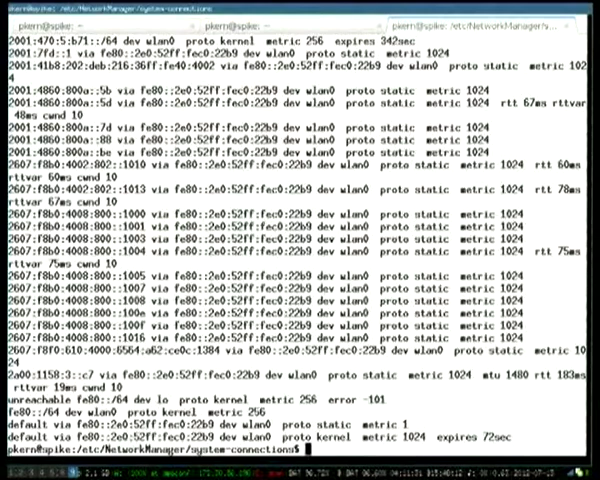 pkern@spike: /etc/NetworkManager/system-connections
pkern@spike: ~
pkern@spike: ~
pkern@spike: /etc/NetworkManager/s...
2001:470:5:b71::/64 dev wlan0 proto kernel metric 256 expires 342sec
2001:7fd::1 via fe80::2e0:52ff:fec0:22b9 dev wlan0 proto static metric 1024
2001:41b8:202:deb:216:36ff:fe40:4002 via fe80::2e0:52ff:fec0:22b9 dev wlan0 proto static metric 102
4
2001:4860:800a::5b via fe80::2e0:52ff:fec0:22b9 dev wlan0 proto static metric 1024
2001:4860:800a::5d via fe80::2e0:52ff:fec0:22b9 dev wlan0 proto static metric 1024 rtt 67ms rttvar
48ms cwnd 10
2001:4860:800a::7d via fe80::2e0:52ff:fec0:22b9 dev wlan0 proto static metric 1024
2001:4860:800a::88 via fe80::2e0:52ff:fec0:22b9 dev wlan0 proto static metric 1024
2001:4860:800a::be via fe80::2e0:52ff:fec0:22b9 dev wlan0 proto static metric 1024
2607:f8b0:4002:802::1010 via fe80::2e0:52ff:fec0:22b9 dev wlan0 proto static metric 1024 rtt 60ms
rttvar 60ms cwnd 10
2607:f8b0:4002:802::1013 via fe80::2e0:52ff:fec0:22b9 dev wlan0 proto static metric 1024 rtt 78ms
rttvar 67ms cwnd 10
2607:f8b0:4008:800::1000 via fe80::2e0:52ff:fec0:22b9 dev wlan0 proto static metric 1024
2607:f8b0:4008:800::1001 via fe80::2e0:52ff:fec0:22b9 dev wlan0 proto static metric 1024
2607:f8b0:4008:800::1003 via fe80::2e0:52ff:fec0:22b9 dev wlan0 proto static metric 1024
2607:f8b0:4008:800::1004 via fe80::2e0:52ff:fec0:22b9 dev wlan0 proto static metric 1024 rtt 75ms
rttvar 75ms cwnd 10
2607:f8b0:4008:800::1005 via fe80::2e0:52ff:fec0:22b9 dev wlan0 proto static metric 1024
2607:f8b0:4008:800::1007 via fe80::2e0:52ff:fec0:22b9 dev wlan0 proto static metric 1024
2607:f8b0:4008:800::1008 via fe80::2e0:52ff:fec0:22b9 dev wlan0 proto static metric 1024
2607:f8b0:4008:800::100e via fe80::2e0:52ff:fec0:22b9 dev wlan0 proto static metric 1024
2607:f8b0:4008:800::100f via fe80::2e0:52ff:fec0:22b9 dev wlan0 proto static metric 1024
2607:f8b0:4008:800::1016 via fe80::2e0:52ff:fec0:22b9 dev wlan0 proto static metric 1024
2607:f8f0:610:4000:6564:a62:ce0c:1384 via fe80::2e0:52ff:fec0:22b9 dev wlan0 proto static metric 10
24
2a00:1158:3::c7 via fe80::2e0:52ff:fec0:22b9 dev wlan0 proto static metric 1024 mtu 1480 rtt 183ms
rttvar 19ms cwnd 10
unreachable fe80::/64 dev lo proto kernel metric 256 error -101
fe80::/64 dev wlan0 proto kernel metric 256
default via fe80::2e0:52ff:fec0:22b9 dev wlan0 proto static metric 1
default via fe80::2e0:52ff:fec0:22b9 dev wlan0 proto kernel metric 1024 expires 72sec
pkern@spike:/etc/NetworkManager/system-connections$